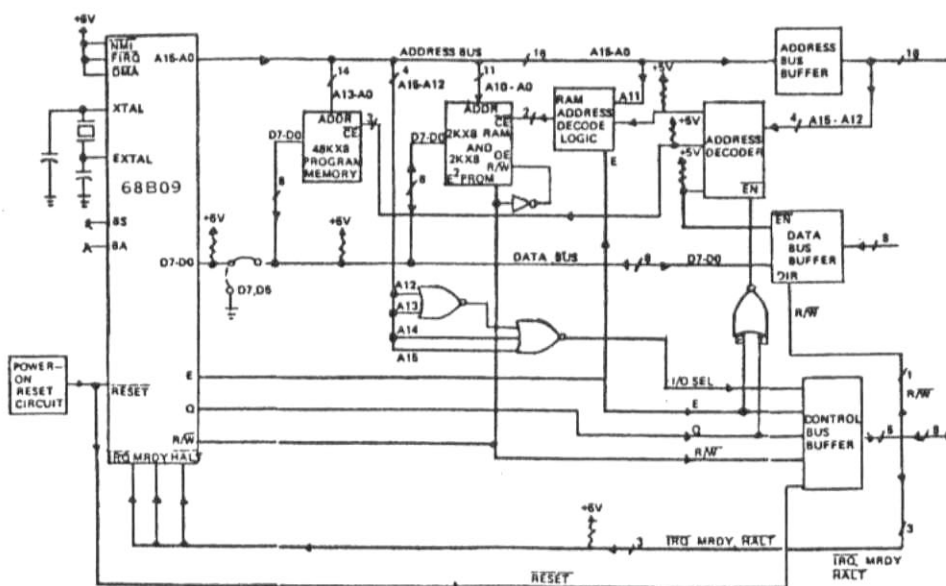 +5V
NMI
FIRQ
DMA
XTAL
EXTAL
68B09
BS
BA
A15-A0
ADDRESS BUS
16
A15-A0
ADDRESS
BUS
BUFFER
16
14
A13-A0
4
A15-A12
11
A10-A0
A11
+5V
+5V
+5V
4
A15-A12
ADDR
CE
48KX8
PROGRAM
MEMORY
2
D7-D0
8
ADDR
CE
2KX8
RAM
AND
2KX8
E2PROM
OE
R/W
D7-D0
8
2
RAM
ADDRESS
DECODE
LOGIC
E
ADDRESS
DECODER
EN
EN
DATA
BUS
BUFFER
DIR
8
+5V
+5V
D7-D0
D7,D5
DATA BUS
8
D7-D0
R/W
A12
A13
A14
A15
POWER-
ON
RESET
CIRCUIT
RESET
E
Q
R/W
IRQ MRDY HALT
I/O SEL
E
Q
R/W
CONTROL
BUS
BUFFER
1
R/W
8
+5V
3
IRQ, MRDY, HALT
3
IRQ, MRDY
HALT
RESET